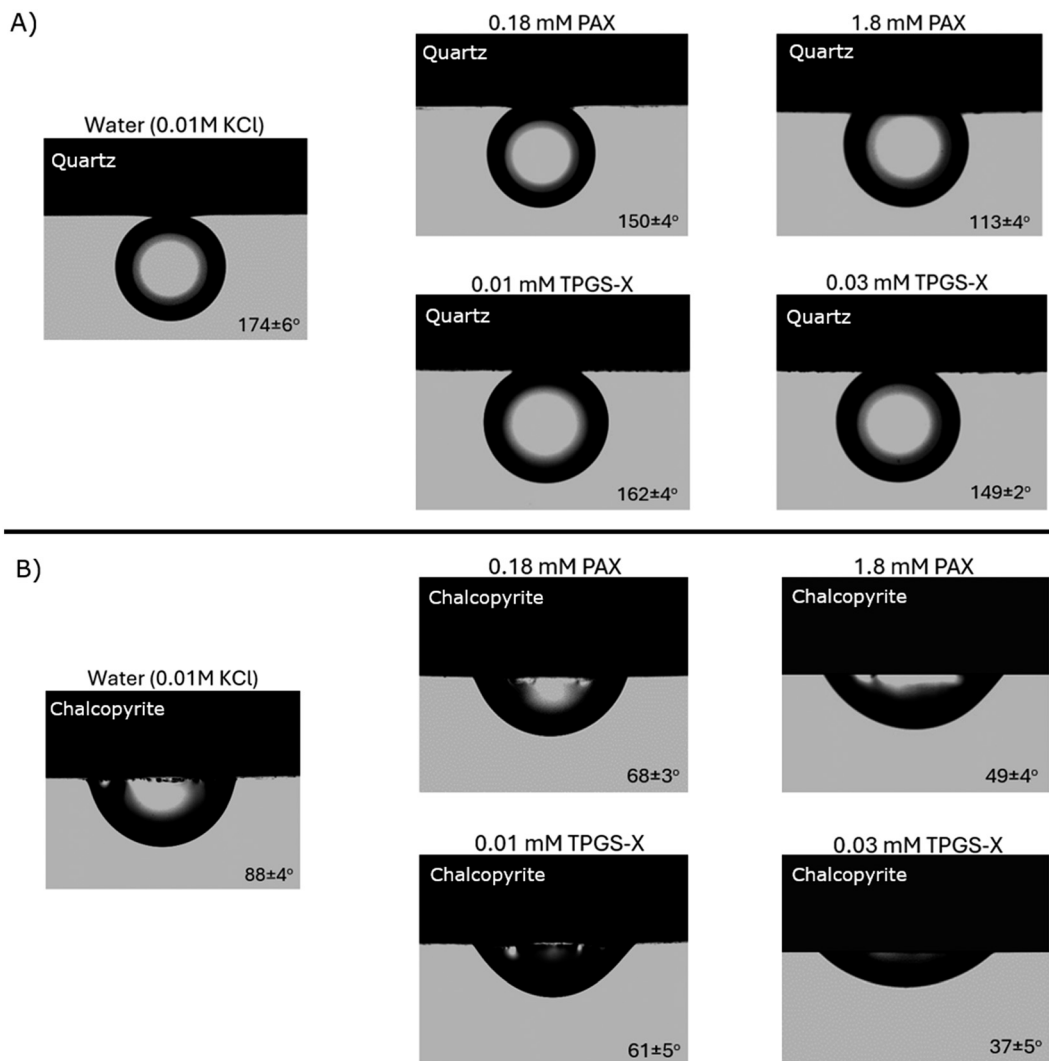 A)
0.18 mM PAX
1.8 mM PAX
Quartz
Quartz
Water (0.01M KCl)
Quartz
150±4°
113±4°
0.01 mM TPGS-X
0.03 mM TPGS-X
Quartz
Quartz
174±6°
162±4°
149±2°
B)
0.18 mM PAX
1.8 mM PAX
Chalcopyrite
Chalcopyrite
Water (0.01M KCl)
Chalcopyrite
68±3°
49±4°
0.01 mM TPGS-X
0.03 mM TPGS-X
Chalcopyrite
Chalcopyrite
88±4°
61±5°
37±5°